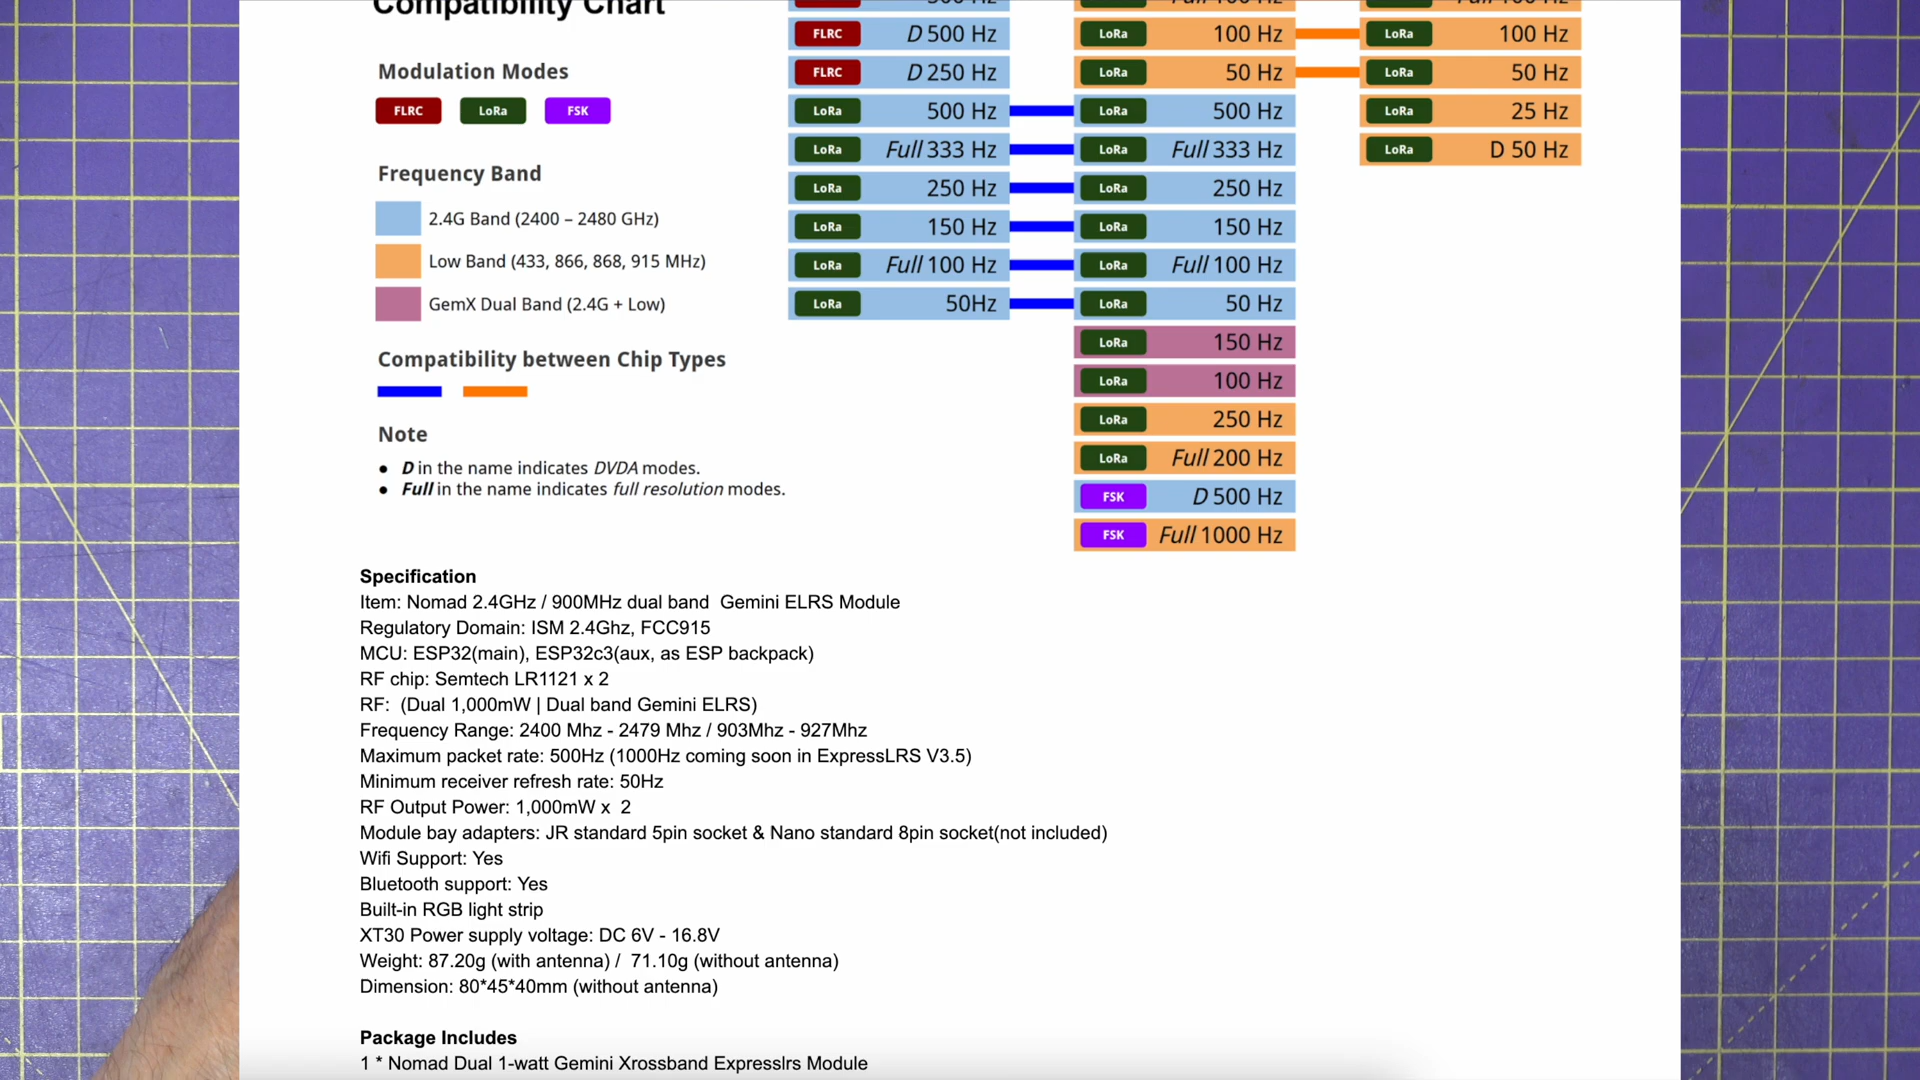 Compatibility Chart
Modulation Modes
FLRC LoRa FSK
Frequency Band
2.4G Band (2400 – 2480 GHz)
Low Band (433, 866, 868, 915 MHz)
GemX Dual Band (2.4G + Low)
Compatibility between Chip Types
Note
● D in the name indicates DVDA modes.
● Full in the name indicates full resolution modes.
FLRC D 500 Hz
FLRC D 250 Hz
LoRa 500 Hz
LoRa Full 333 Hz
LoRa 250 Hz
LoRa 150 Hz
LoRa Full 100 Hz
LoRa 50Hz
LoRa 100 Hz
LoRa 50 Hz
LoRa 500 Hz
LoRa Full 333 Hz
LoRa 250 Hz
LoRa 150 Hz
LoRa Full 100 Hz
LoRa 50 Hz
LoRa 150 Hz
LoRa 100 Hz
LoRa 250 Hz
LoRa Full 200 Hz
FSK D 500 Hz
FSK Full 1000 Hz
LoRa 100 Hz
LoRa 50 Hz
LoRa 25 Hz
LoRa D 50 Hz
Specification
Item: Nomad 2.4GHz / 900MHz dual band Gemini ELRS Module
Regulatory Domain: ISM 2.4Ghz, FCC915
MCU: ESP32(main), ESP32c3(aux, as ESP backpack)
RF chip: Semtech LR1121 x 2
RF: (Dual 1,000mW | Dual band Gemini ELRS)
Frequency Range: 2400 Mhz - 2479 Mhz / 903Mhz - 927Mhz
Maximum packet rate: 500Hz (1000Hz coming soon in ExpressLRS V3.5)
Minimum receiver refresh rate: 50Hz
RF Output Power: 1,000mW x 2
Module bay adapters: JR standard 5pin socket & Nano standard 8pin socket(not included)
Wifi Support: Yes
Bluetooth support: Yes
Built-in RGB light strip
XT30 Power supply voltage: DC 6V - 16.8V
Weight: 87.20g (with antenna) / 71.10g (without antenna)
Dimension: 80*45*40mm (without antenna)
Package Includes
1 * Nomad Dual 1-watt Gemini Xrossband Expresslrs Module